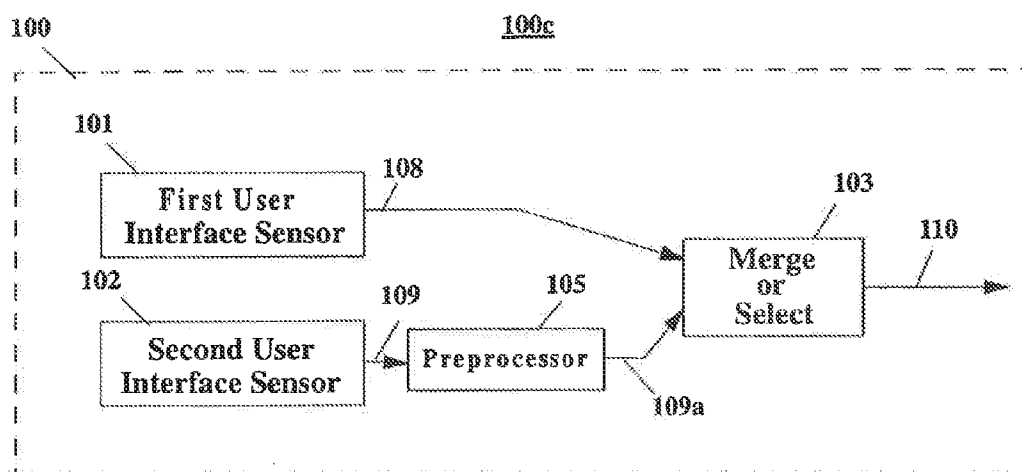 100c
100
101
108
First User
Interface Sensor
103
110
Merge
or
Select
102
109
105
Second User
Interface Sensor
Preprocessor
109a